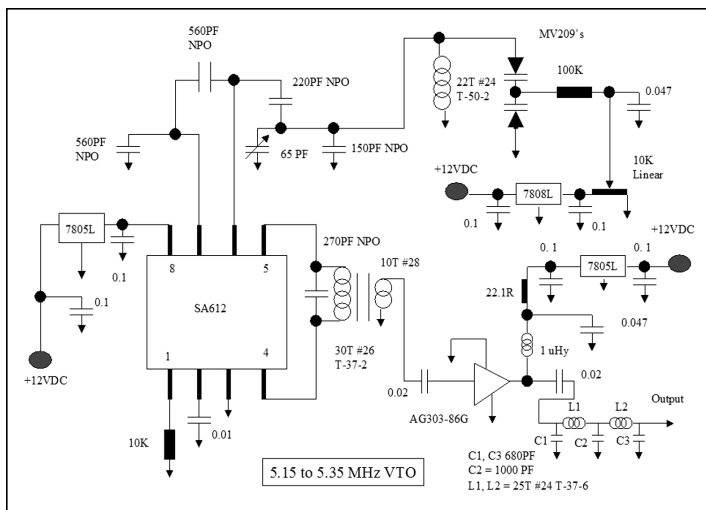 560PF
NPO
MV209`s
220PF NPO
22T #24
T-50-2
100K
0.047
560PF
NPO
65 PF
150PF NPO
10K
Linear
+12VDC
7808L
+12VDC
7805L
0.1
0.1
270PF NPO
0.1
0.1
7805L
8
5
10T #28
0.1
22.1R
0.1
SA612
0.047
1 uHy
30T #26
T-37-2
1
4
+12VDC
0.02
0.02
AG303-86G
L1
L2
Output
10K
0.01
C1
C2
C3
C1, C3 680PF
C2 = 1000 PF
L1, L2 = 25T #24 T-37-6
5.15 to 5.35 MHz VTO